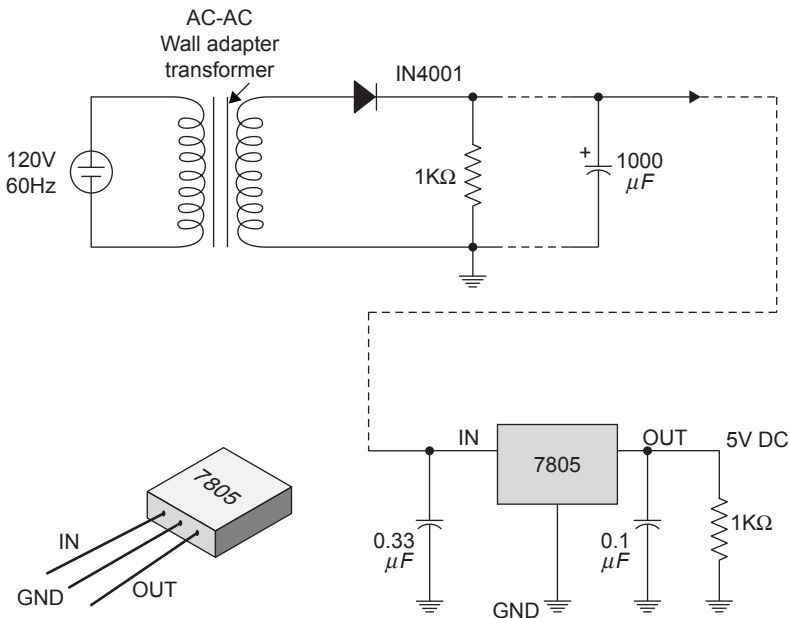 AC-AC
Wall adapter
transformer
IN4001
120V
60Hz
1KΩ
+
1000
μF
IN
7805
OUT
5V DC
0.33
μF
0.1
μF
1KΩ
GND
7805
IN
GND
OUT